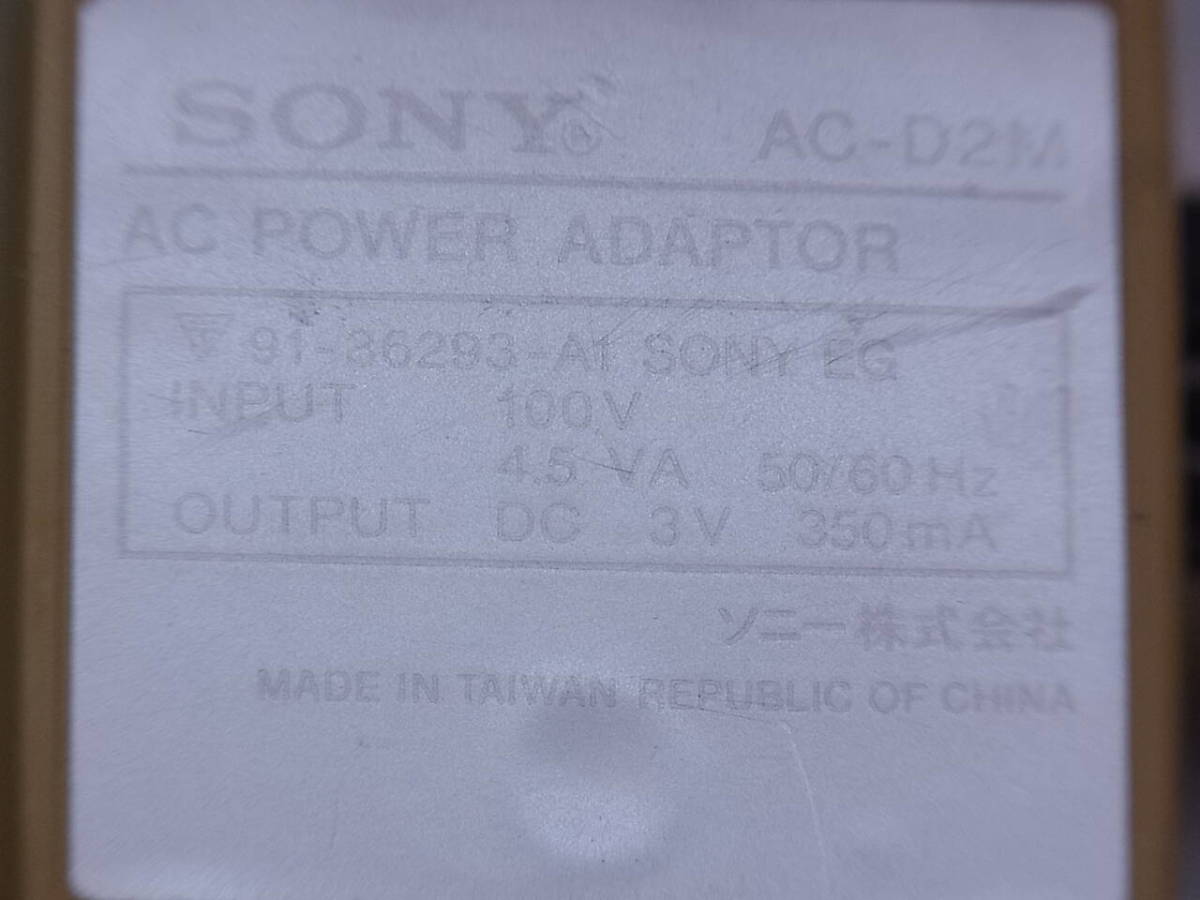 SONY® AC-D2M
AC POWER ADAPTOR
91-86293-A1 SONY EG
INPUT 100V
4.5 VA 50/60 Hz
OUTPUT DC 3V 350mA
ソニー株式会社
MADE IN TAIWAN REPUBLIC OF CHINA